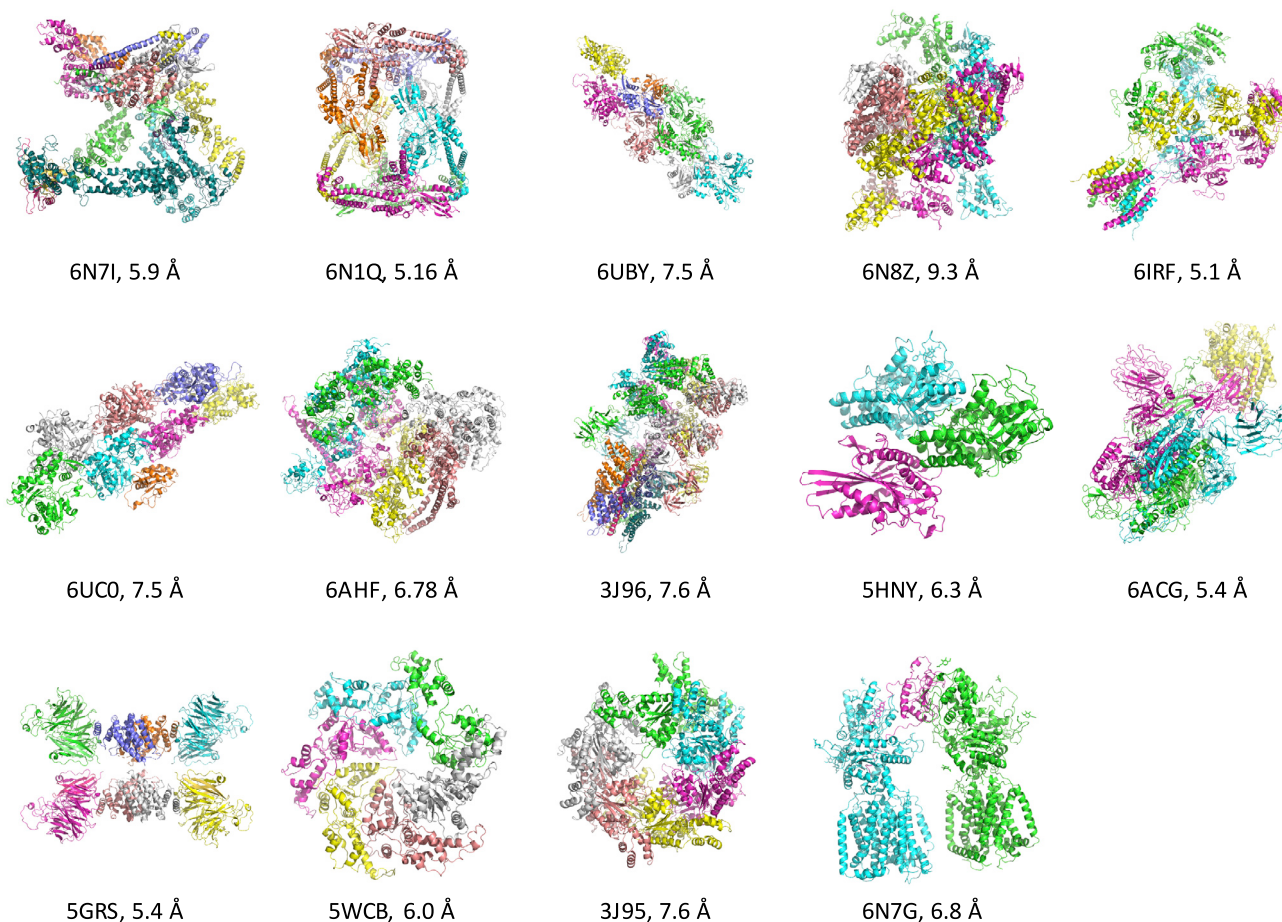 6N7I, 5.9 Å
6N1Q, 5.16 Å
6UBY, 7.5 Å
6N8Z, 9.3 Å
6IRF, 5.1 Å
6UC0, 7.5 Å
6AHF, 6.78 Å
3J96, 7.6 Å
5HNY, 6.3 Å
6ACG, 5.4 Å
5GRS, 5.4 Å
5WCB, 6.0 Å
3J95, 7.6 Å
6N7G, 6.8 Å